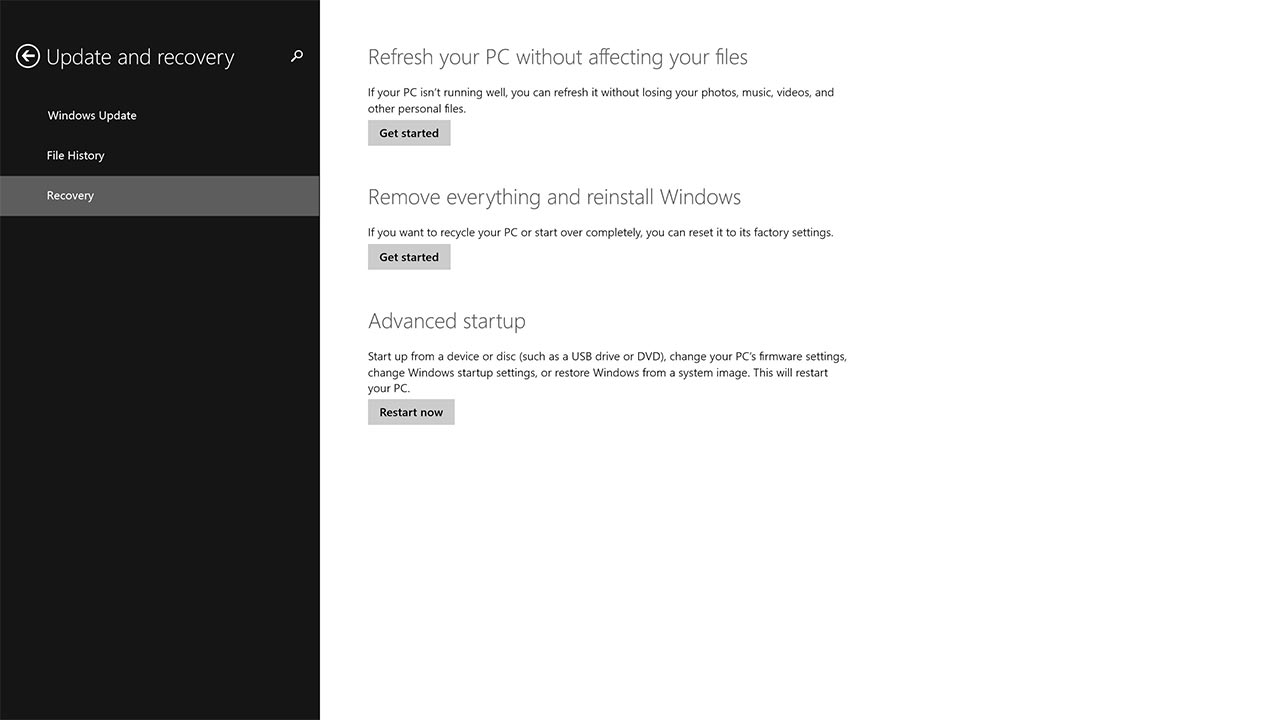 Update and recovery
Windows Update
File History
Recovery
Refresh your PC without affecting your files
If your PC isn't running well, you can refresh it without losing your photos, music, videos, and
other personal files.
Get started
Remove everything and reinstall Windows
If you want to recycle your PC or start over completely, you can reset it to its factory settings.
Get started
Advanced startup
Start up from a device or disc (such as a USB drive or DVD), change your PC's firmware settings,
change Windows startup settings, or restore Windows from a system image. This will restart
your PC.
Restart now